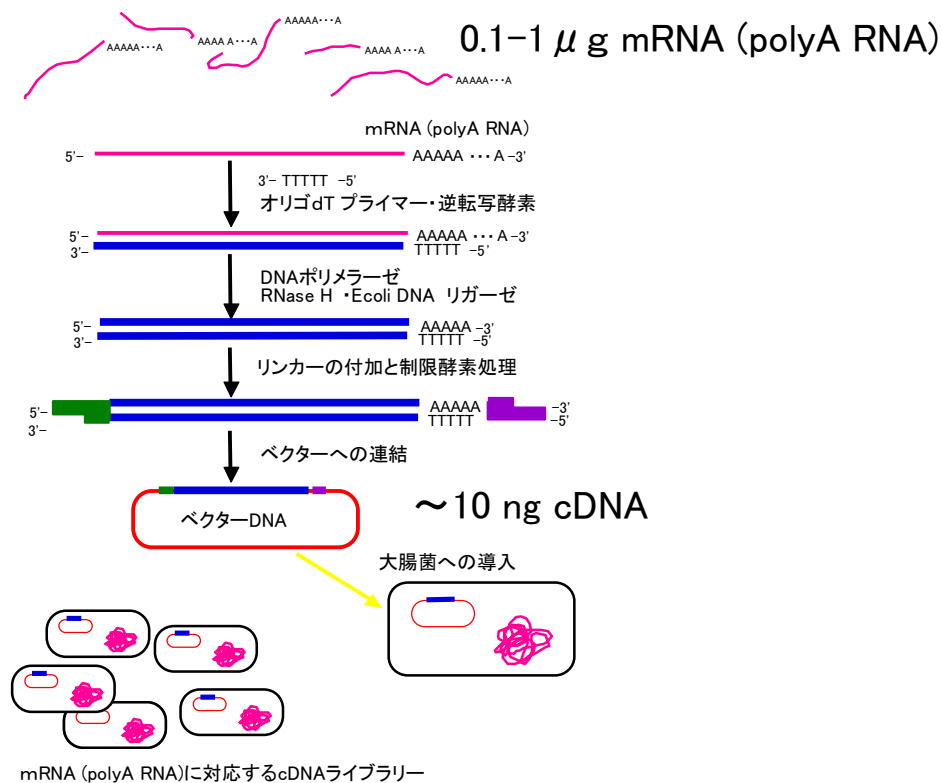 AAAAA･･･A
AAAAA･･･A
AAAA A･･･A
AAAA A･･･A
AAAAA･･･A
0.1-1 μg mRNA (polyA RNA)
mRNA (polyA RNA)
5'- AAAAA ･･･A -3'
3'- TTTTT -5'
オリゴdT プライマー・逆転写酵素
5'- AAAAA ･･･A -3'
3'- TTTTT -5'
DNAポリメラーゼ
RNase H ・Ecoli DNA リガーゼ
5'- AAAAA -3'
3'- TTTTT -5'
リンカーの付加と制限酵素処理
5'- AAAAA -3'
3'- TTTTT -5'
ベクターへの連結
ベクターDNA
～10 ng cDNA
大腸菌への導入
mRNA (polyA RNA)に対応するcDNAライブラリー